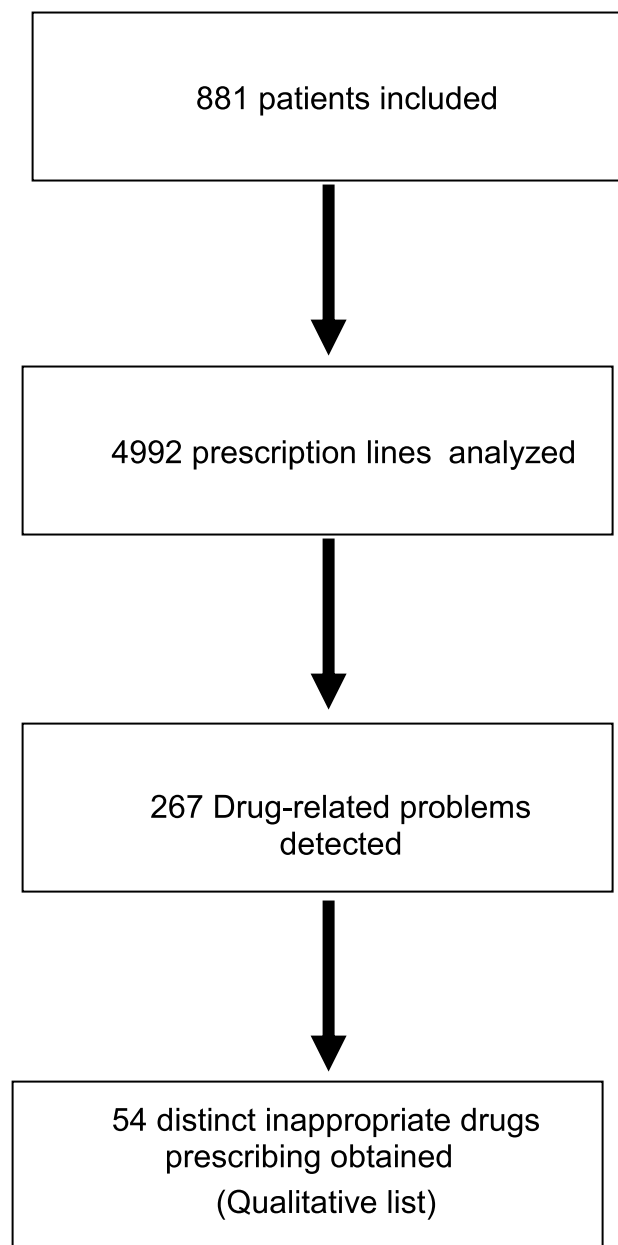 881 patients included
4992 prescription lines  analyzed
267 Drug-related problems
detected
54 distinct inappropriate drugs
prescribing obtained
(Qualitative list)